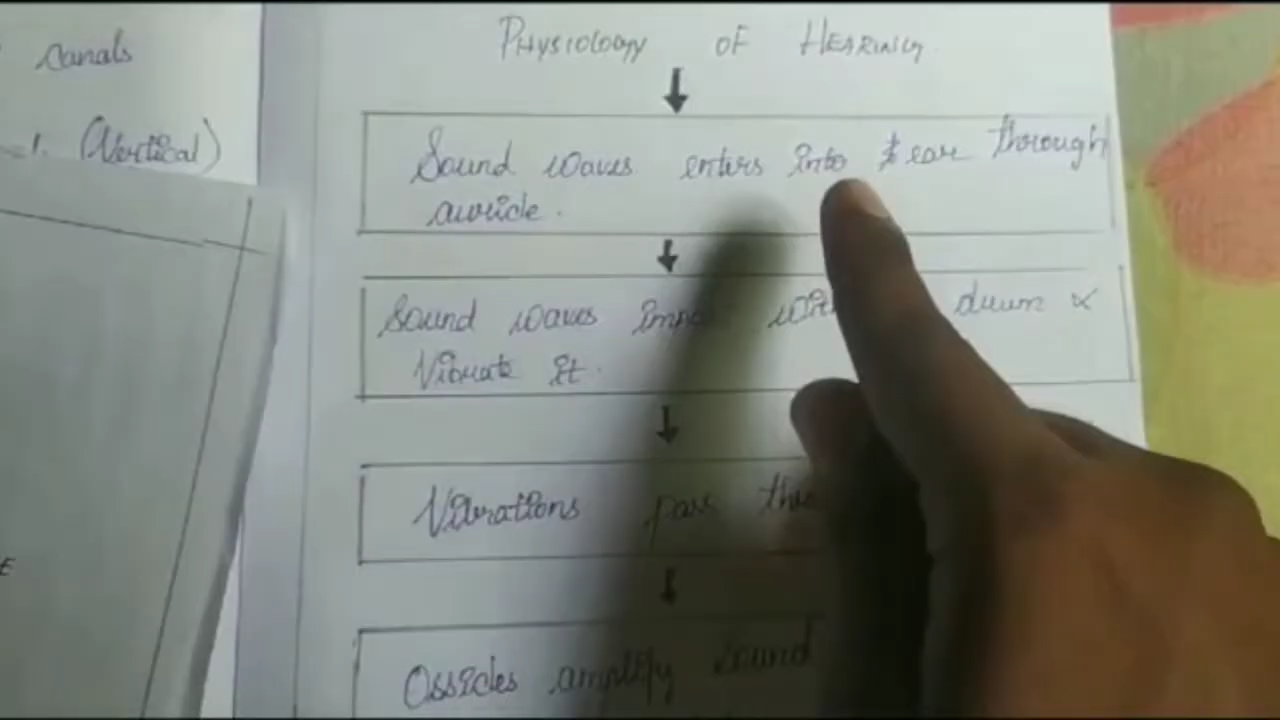 canals
(Vertical)
PHYSIOLOGY OF HEARING
Sound waves enters into ear through
auricle.
Sound waves with drum &
Vibrate it.
Vibrations pass
Ossicles amplify sound